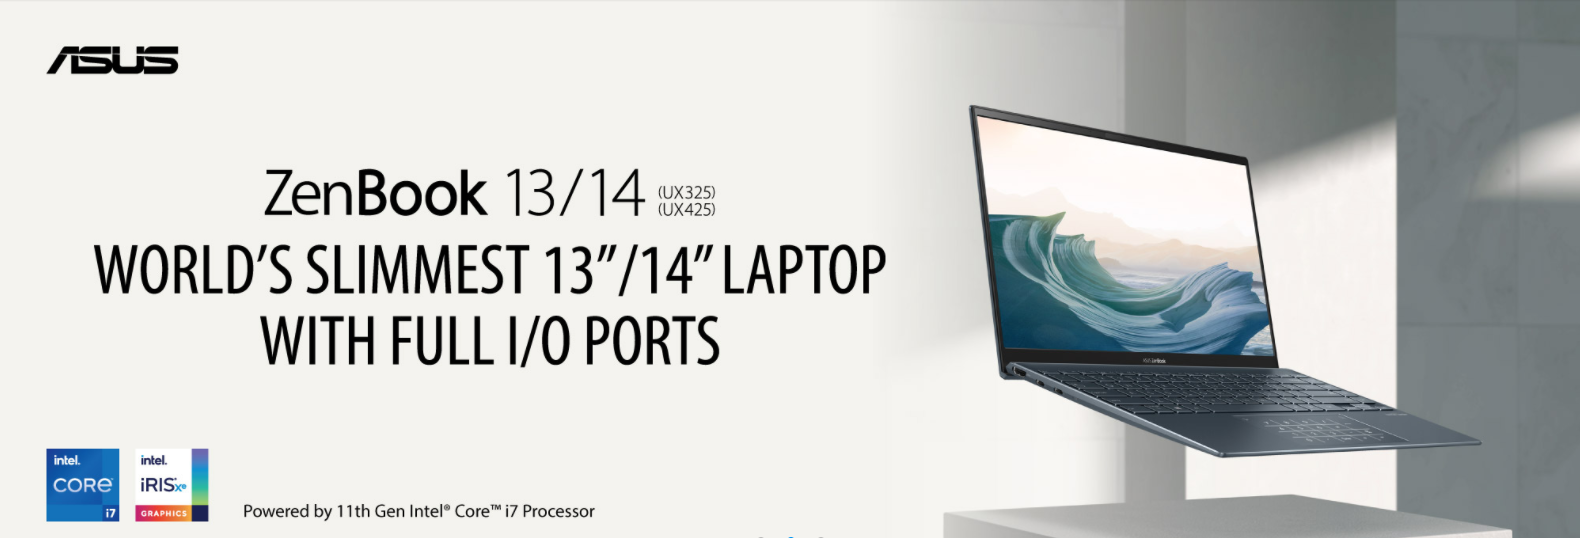 ASUS
ZenBook 13/14 (UX325)
(UX425)
WORLD'S SLIMMEST 13”/14” LAPTOP
WITH FULL I/O PORTS
intel.
CORE
i7
intel.
iRISxe
GRAPHICS
Powered by 11th Gen Intel® Core™ i7 Processor